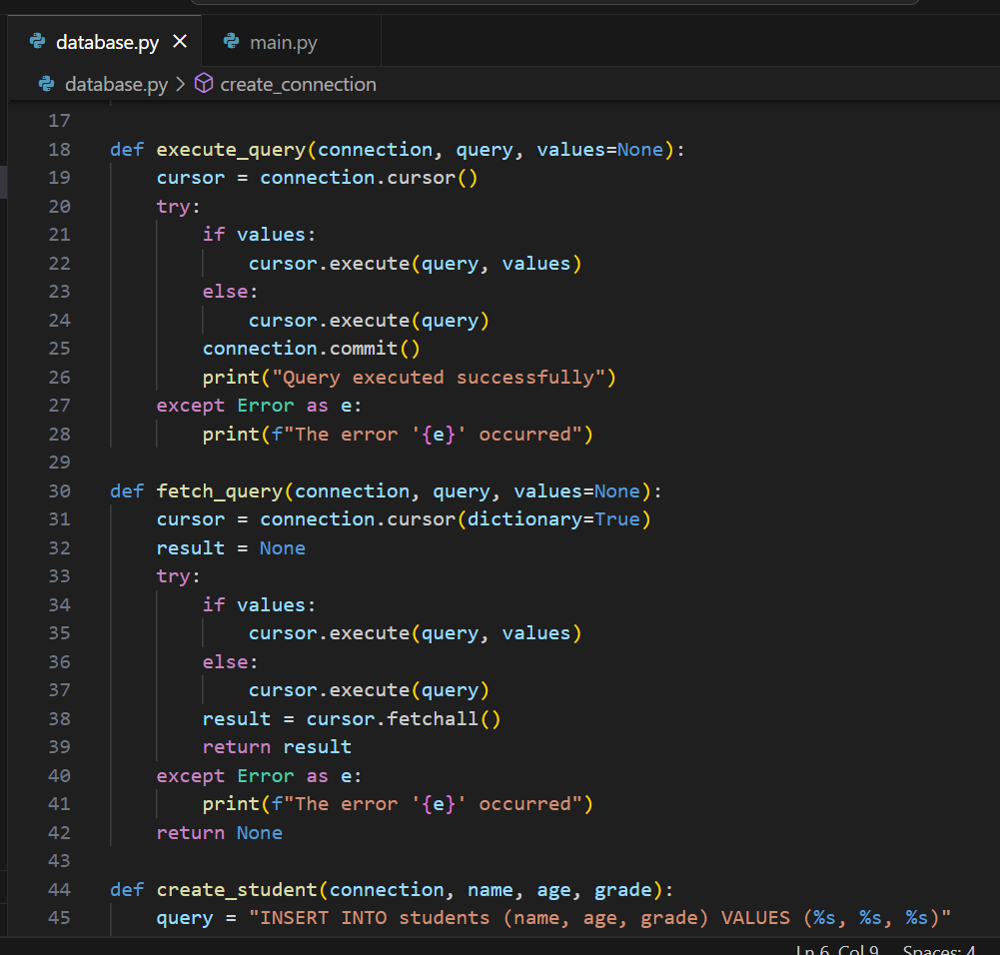 database.py ×
main.py
database.py > create_connection
17
18 def execute_query(connection, query, values=None):
19     cursor = connection.cursor()
20     try:
21         if values:
22             cursor.execute(query, values)
23         else:
24             cursor.execute(query)
25         connection.commit()
26         print("Query executed successfully")
27     except Error as e:
28         print(f"The error '{e}' occurred")
29
30 def fetch_query(connection, query, values=None):
31     cursor = connection.cursor(dictionary=True)
32     result = None
33     try:
34         if values:
35             cursor.execute(query, values)
36         else:
37             cursor.execute(query)
38         result = cursor.fetchall()
39         return result
40     except Error as e:
41         print(f"The error '{e}' occurred")
42     return None
43
44 def create_student(connection, name, age, grade):
45     query = "INSERT INTO students (name, age, grade) VALUES (%s, %s, %s)"
Ln 6, Col 9 Spaces: 4